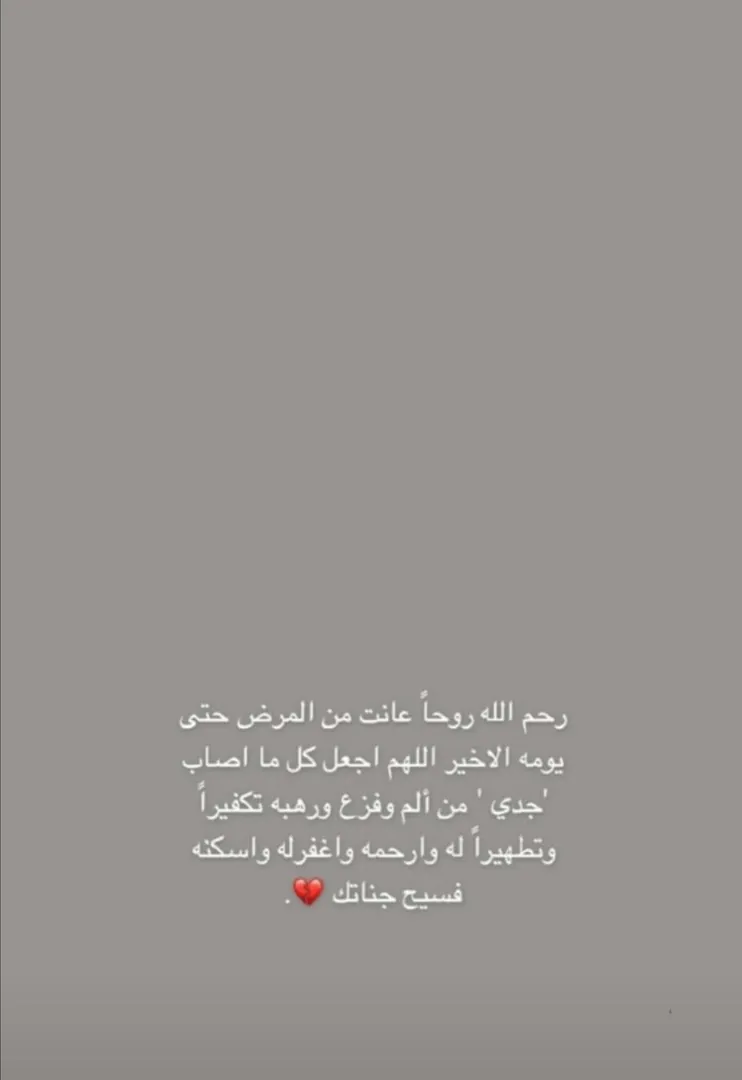 رحم الله روحاً عانت من المرض حتى
يومه الاخير اللهم اجعل كل ما اصاب
'جدي ' من ألم وفزع ورهبه تكفيراً
وتطهيراً له وارحمه واغفرله واسكنه
فسيح جناتك 💔.